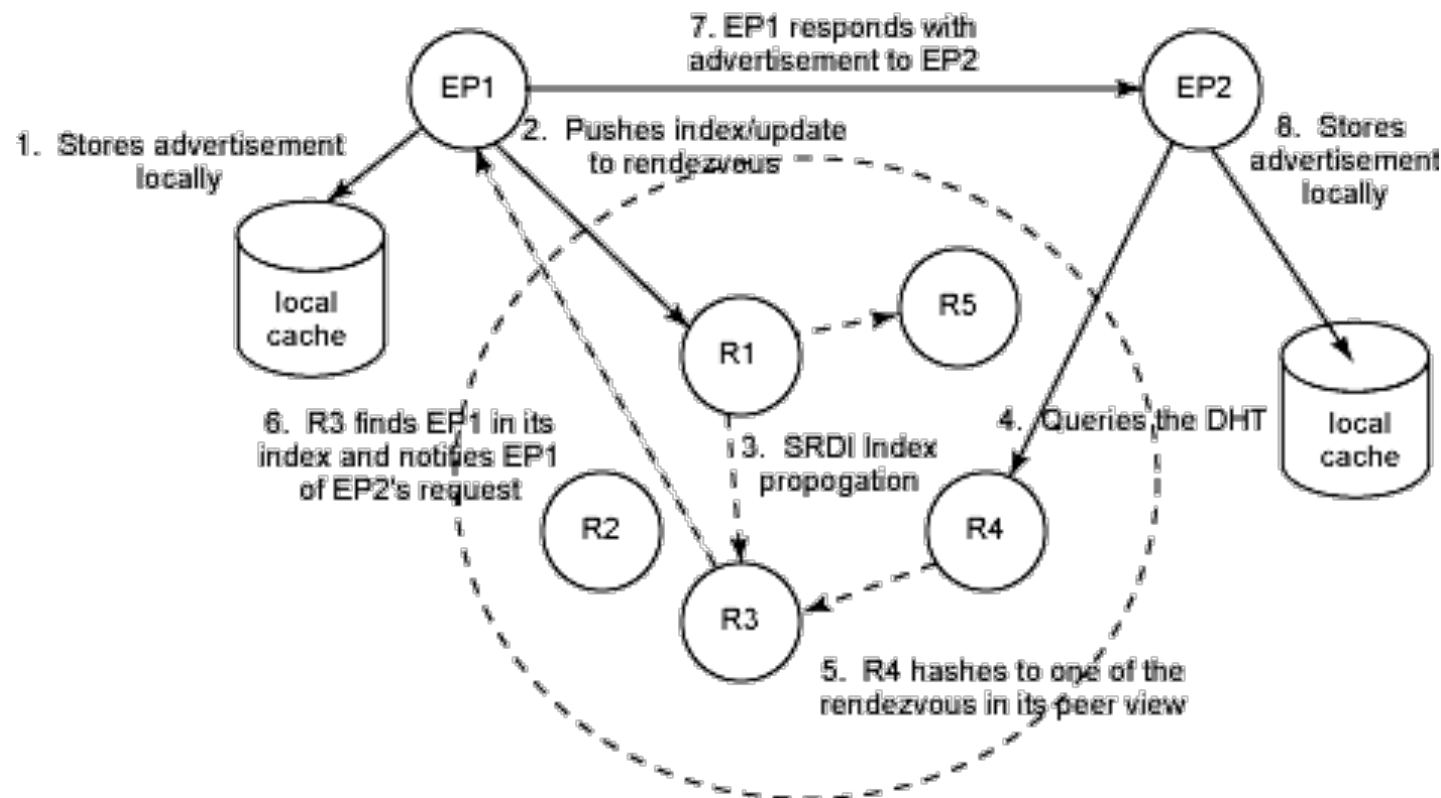 7. EP1 responds with
advertisement to EP2
EP1
EP2
1. Stores advertisement
locally
2. Pushes index/update
to rendezvous
8. Stores
advertisement
locally
local
cache
R5
R1
6. R3 finds EP1 in its
index and notifies EP1
of EP2's request
3. SRDI Index
propogation
4. Queries the DHT
local
cache
R2
R4
R3
5. R4 hashes to one of the
rendezvous in its peer view